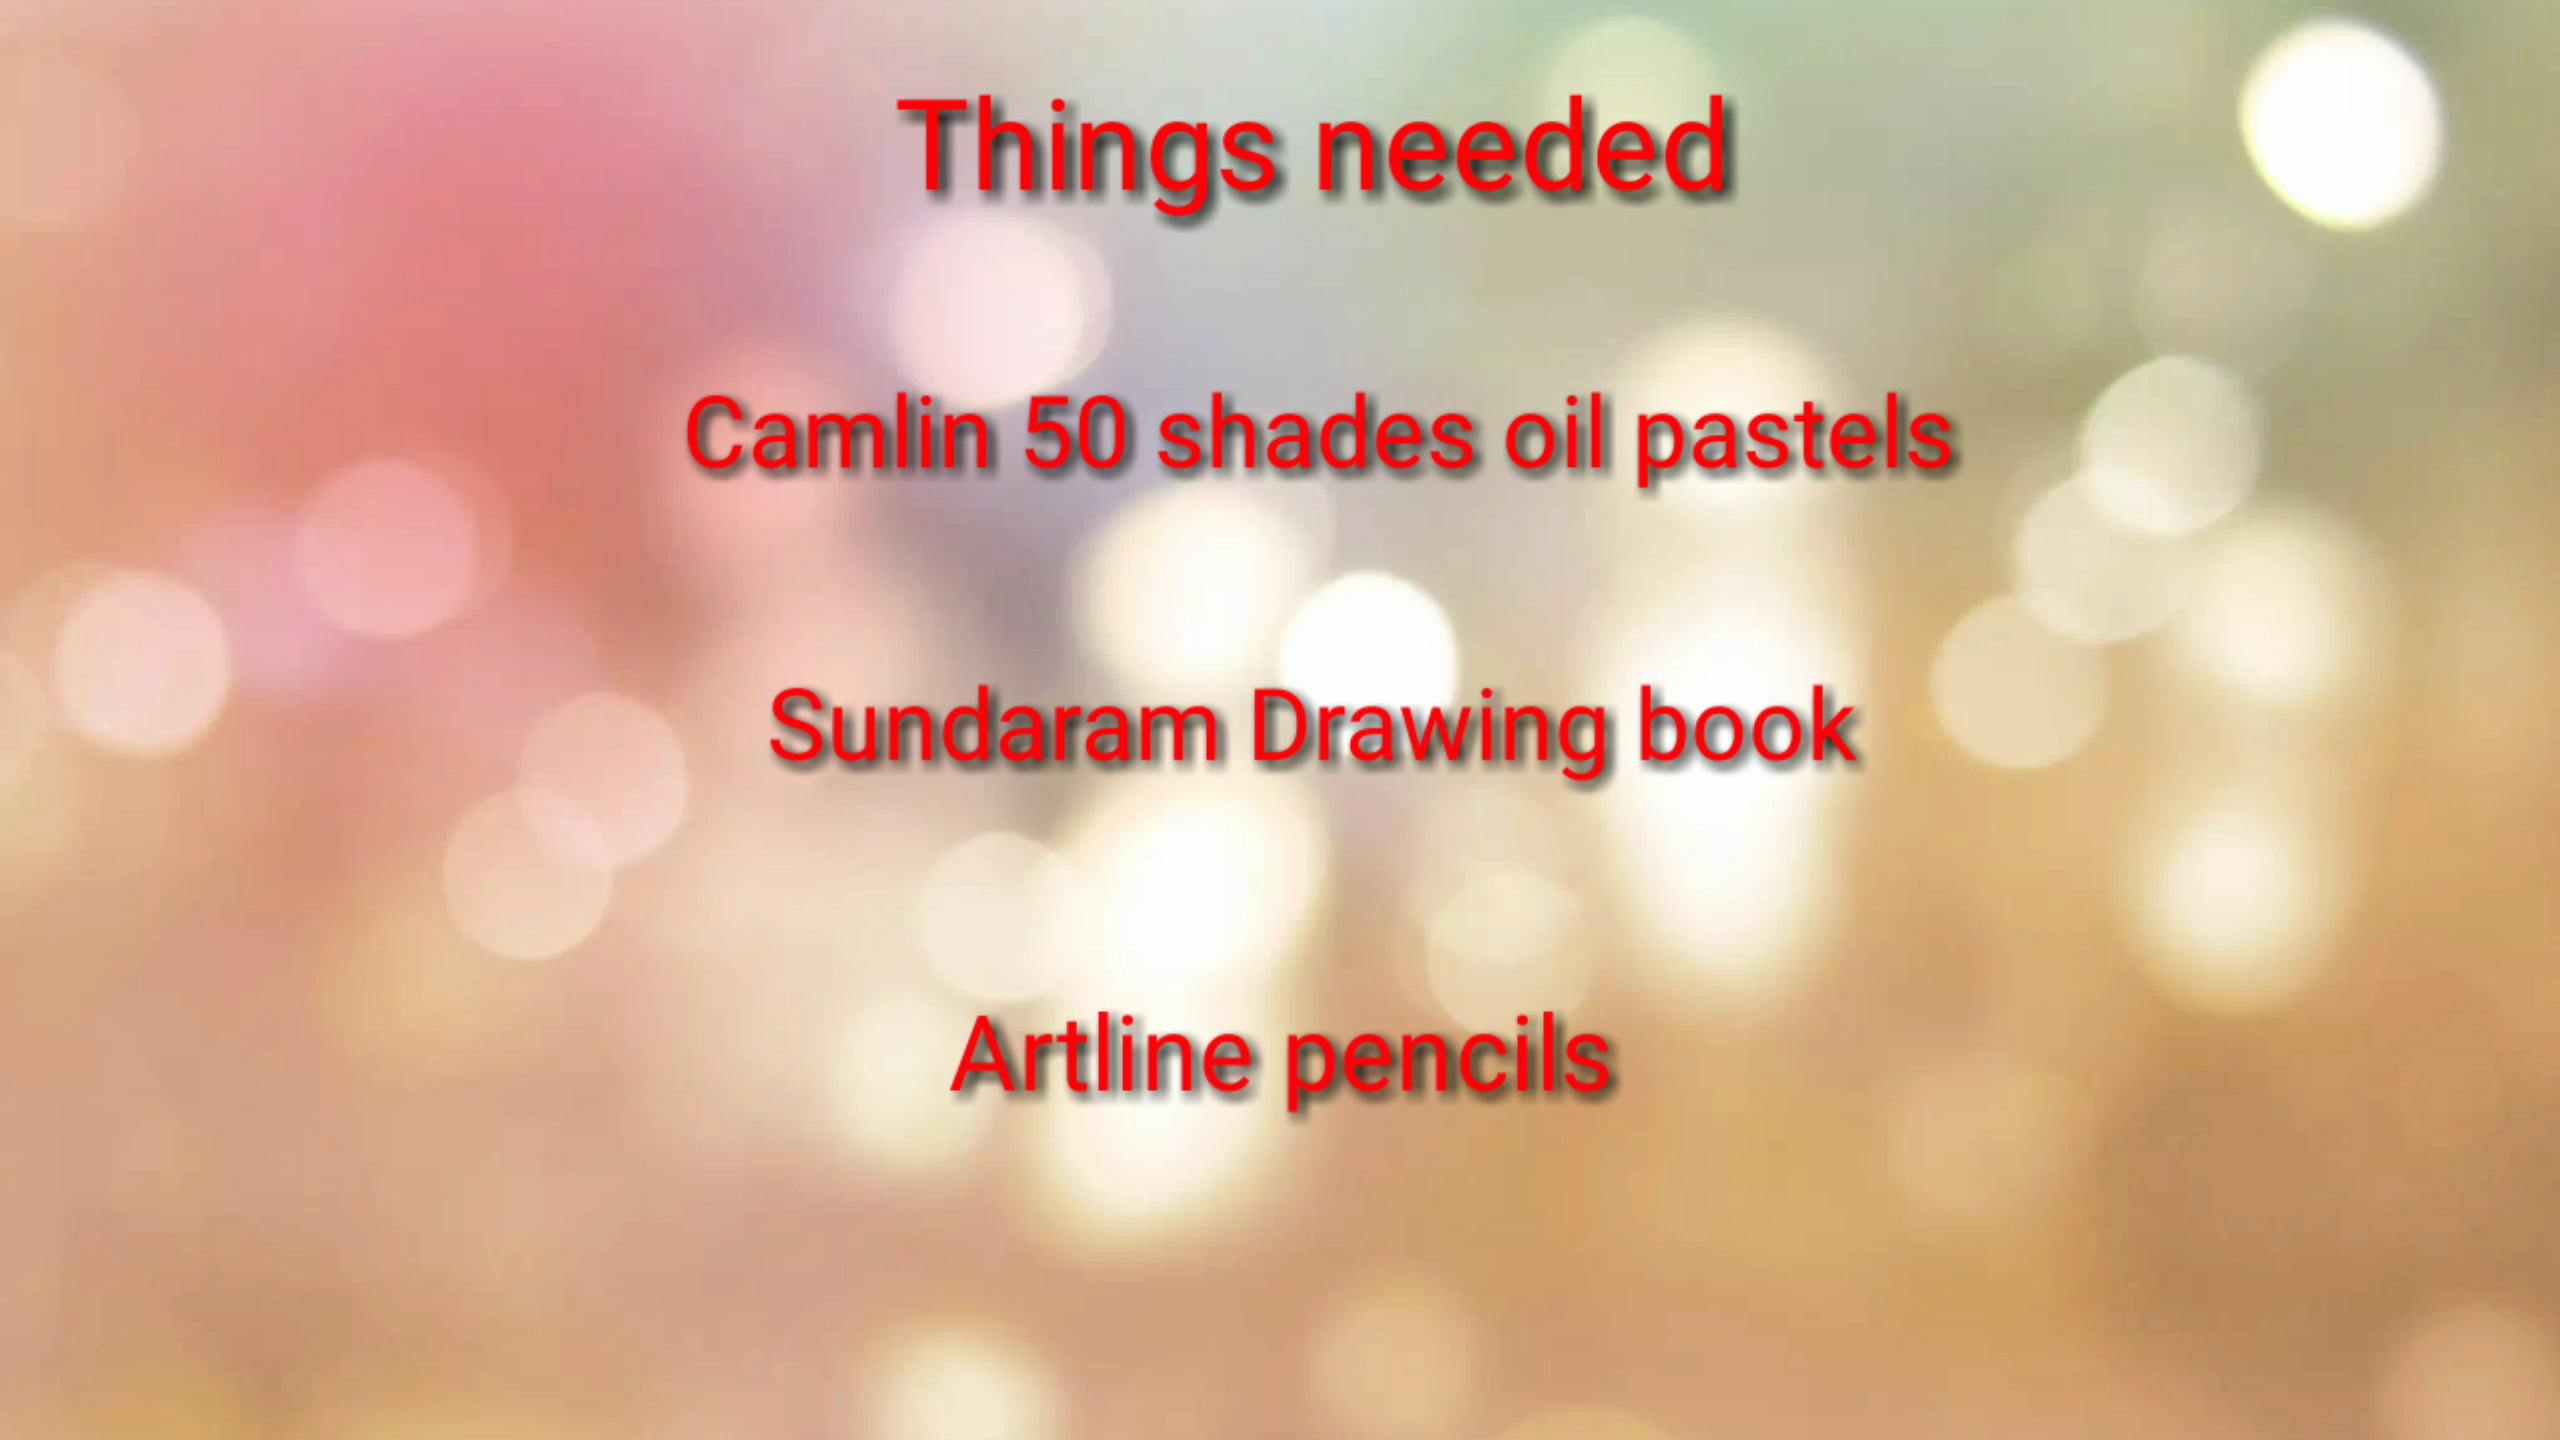 Things needed
Camlin 50 shades oil pastels
Sundaram Drawing book
Artline pencils